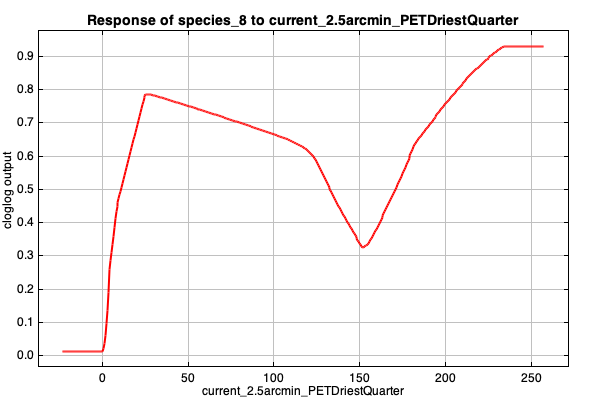 Response of species_8 to current_2.5arcmin_PETDriestQuarter
cloglog output
0.9
0.8
0.7
0.6
0.5
0.4
0.3
0.2
0.1
0.0
0 50 100 150 200 250
current_2.5arcmin_PETDriestQuarter